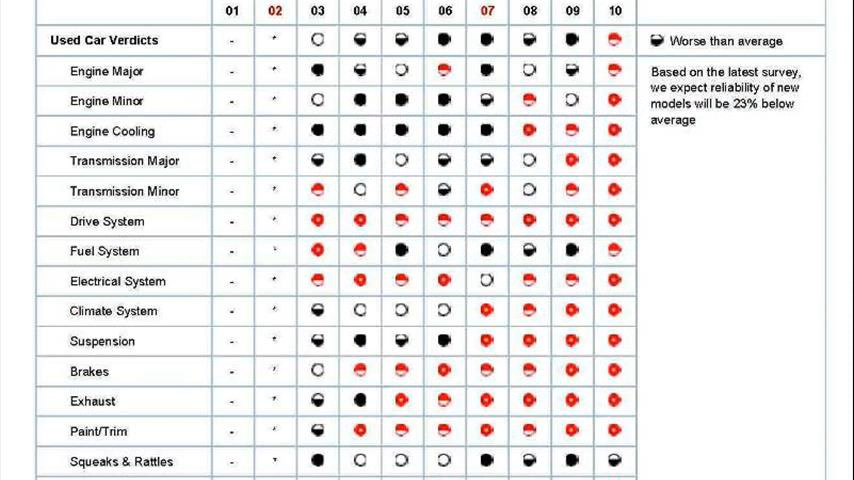 01 02 03 04 05 06 07 08 09 10
Used Car Verdicts - * Worse than average
Engine Major - *
Based on the latest survey,
we expect reliability of new
models will be 23% below
average
Engine Minor - *
Engine Cooling - *
Transmission Major - *
Transmission Minor - *
Drive System - *
Fuel System - *
Electrical System - *
Climate System - *
Suspension - *
Brakes - *
Exhaust - *
Paint/Trim - *
Squeaks & Rattles - *